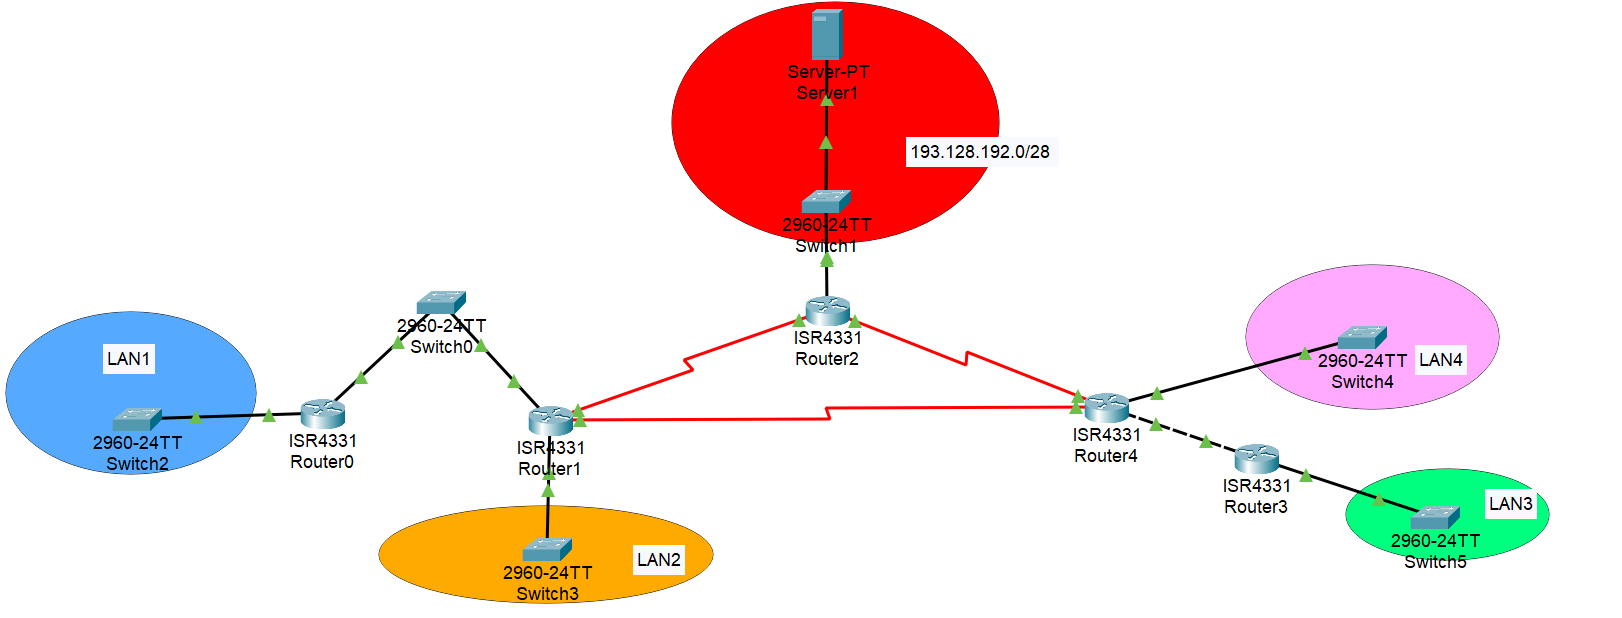 Server-PT
Server1
193.128.192.0/28
2960-24TT
Switch1
2960-24TT
Switch0
ISR4331
Router2
LAN1
2960-24TT
Switch2
ISR4331
Router0
ISR4331
Router1
2960-24TT
Switch4
LAN4
ISR4331
Router4
ISR4331
Router3
LAN3
2960-24TT
Switch5
LAN2
2960-24TT
Switch3